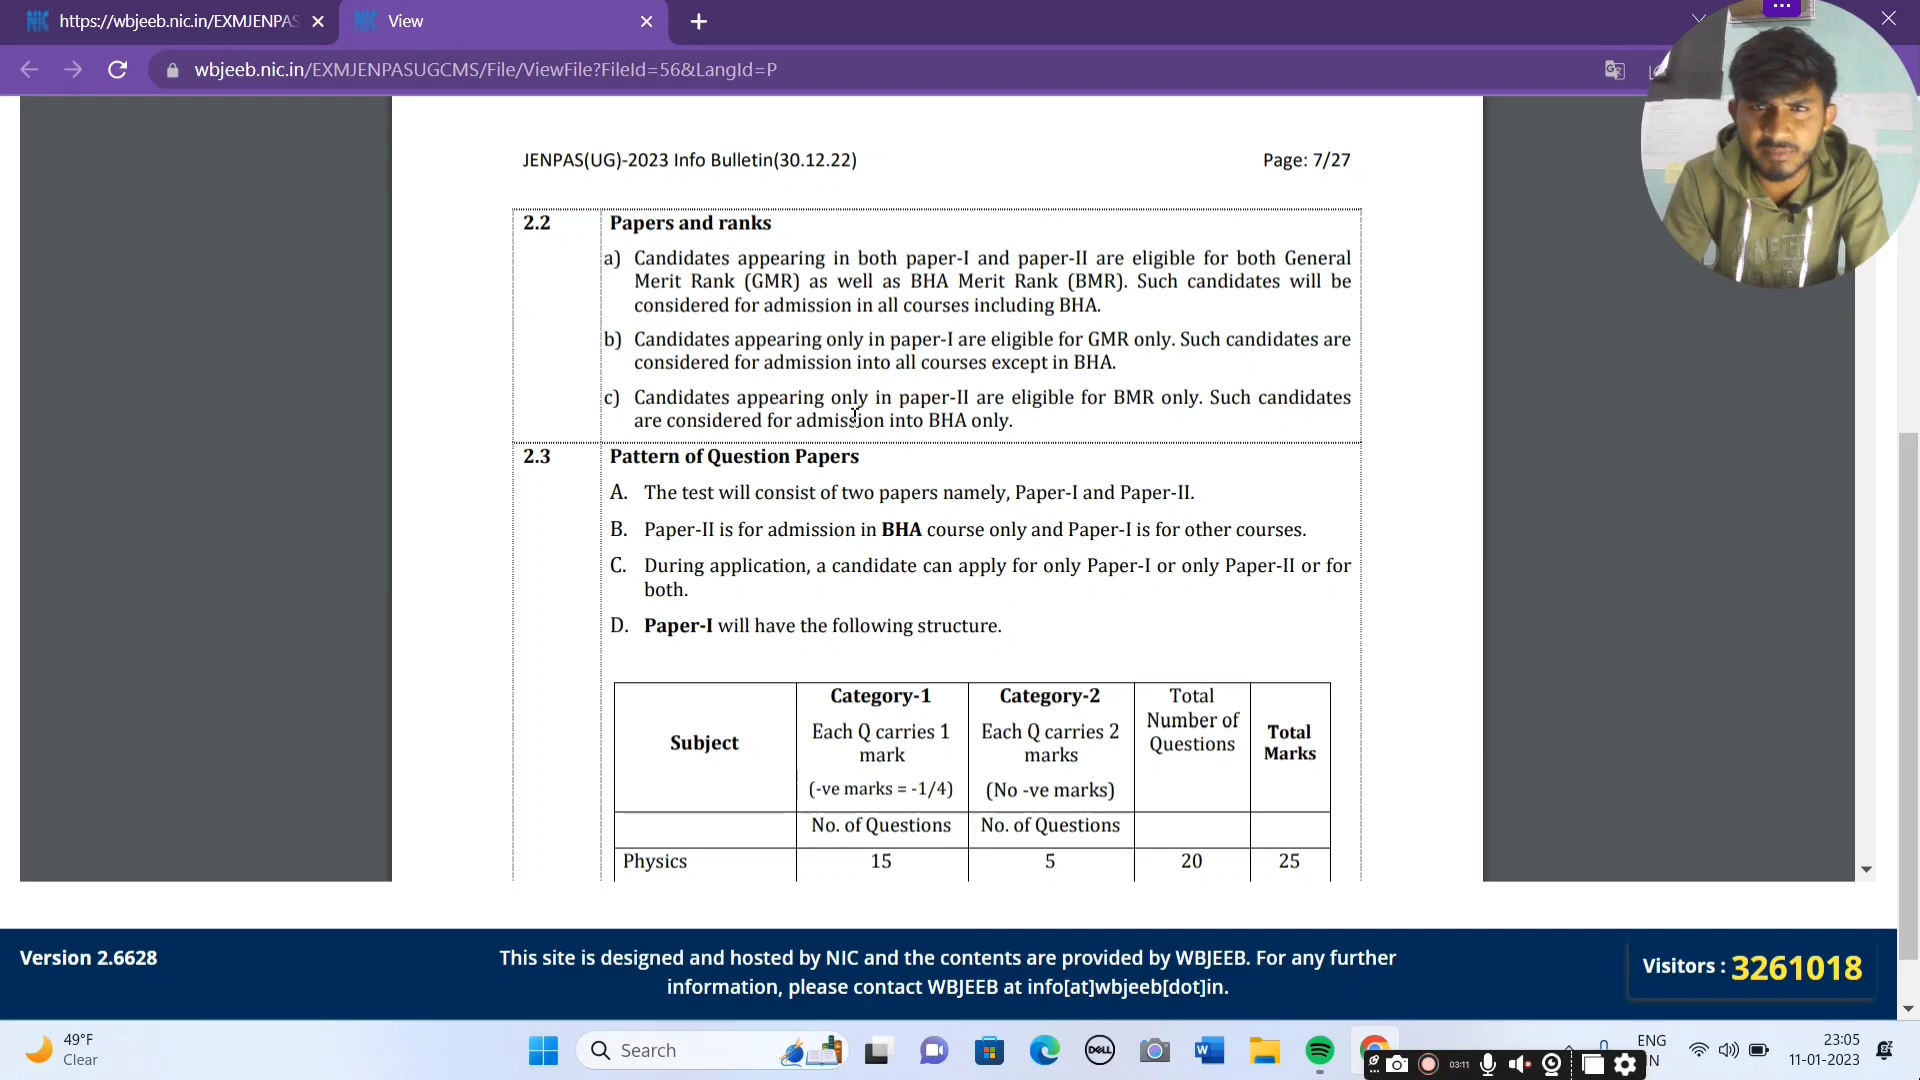 https://wbjeeb.nic.in/EXMJENPAS
View
wbjeeb.nic.in/EXMJENPASUGCMS/File/ViewFile?FileId=56&LangId=P
JENPAS(UG)-2023 Info Bulletin(30.12.22)
Page: 7/27
2.2 Papers and ranks
a) Candidates appearing in both paper-I and paper-II are eligible for both General
Merit Rank (GMR) as well as BHA Merit Rank (BMR). Such candidates will be
considered for admission in all courses including BHA.
b) Candidates appearing only in paper-I are eligible for GMR only. Such candidates are
considered for admission into all courses except in BHA.
c) Candidates appearing only in paper-II are eligible for BMR only. Such candidates
are considered for admission into BHA only.
2.3 Pattern of Question Papers
A. The test will consist of two papers namely, Paper-I and Paper-II.
B. Paper-II is for admission in BHA course only and Paper-I is for other courses.
C. During application, a candidate can apply for only Paper-I or only Paper-II or for
both.
D. Paper-I will have the following structure.
Subject
Category-1
Each Q carries 1
mark
(-ve marks = -1/4)
Category-2
Each Q carries 2
marks
(No -ve marks)
Total
Number of
Questions
Total
Marks
No. of Questions No. of Questions
Physics 15 5 20 25
Version 2.6628
This site is designed and hosted by NIC and the contents are provided by WBJEEB. For any further
information, please contact WBJEEB at info[at]wbjeeb[dot]in.
Visitors : 3261018
49°F
Clear
Search
DELL
03:11
ENG
IN
23:05
11-01-2023